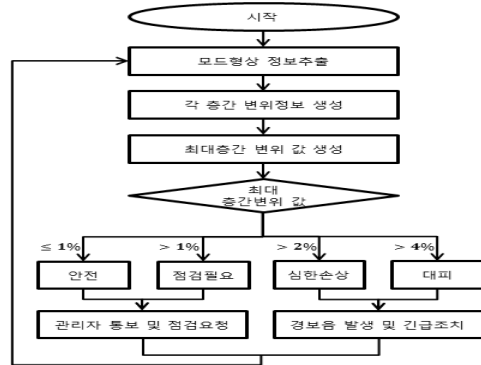 시작
모드형상 정보추출
각 층간 변위정보 생성
최대층간 변위 값 생성
최대
층간변위 값
≤ 1%
> 1%
> 2%
> 4%
안전
점검필요
심한손상
대피
관리자 통보 및 점검요청
경보음 발생 및 긴급조치